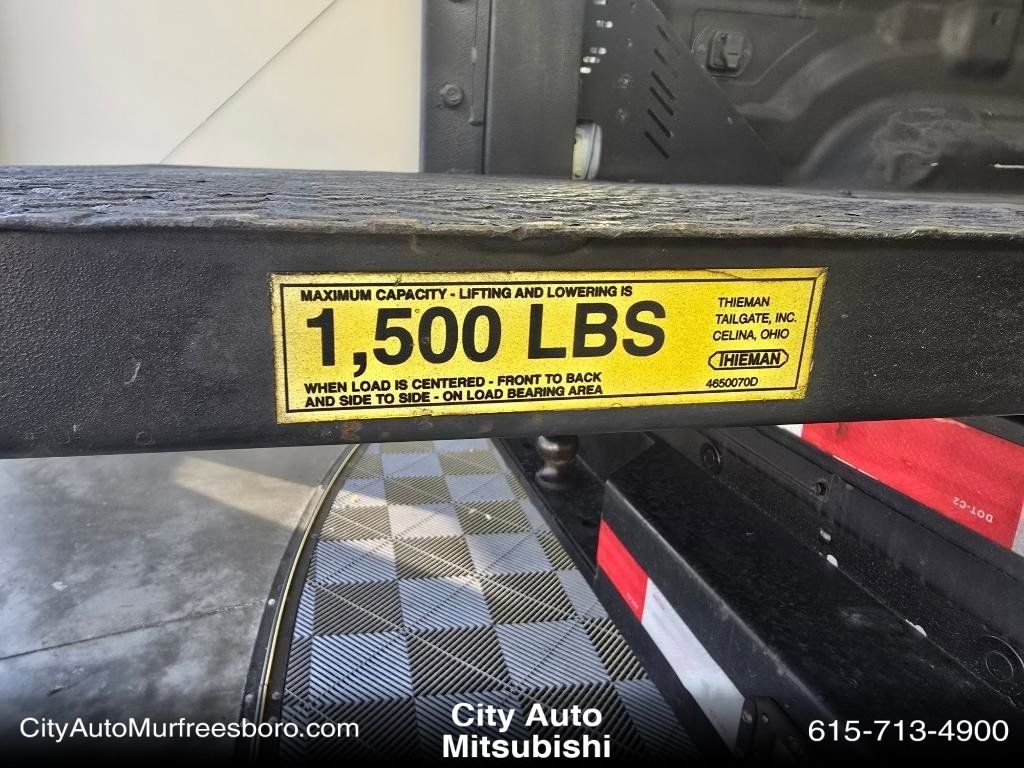 MAXIMUM CAPACITY - LIFTING AND LOWERING IS
1,500 LBS
WHEN LOAD IS CENTERED - FRONT TO BACK
AND SIDE TO SIDE - ON LOAD BEARING AREA
THIEMAN
TAILGATE, INC.
CELINA, OHIO
THIEMAN
4650070D
DOT-C2
CityAutoMurfreesboro.com
City Auto
Mitsubishi
615-713-4900